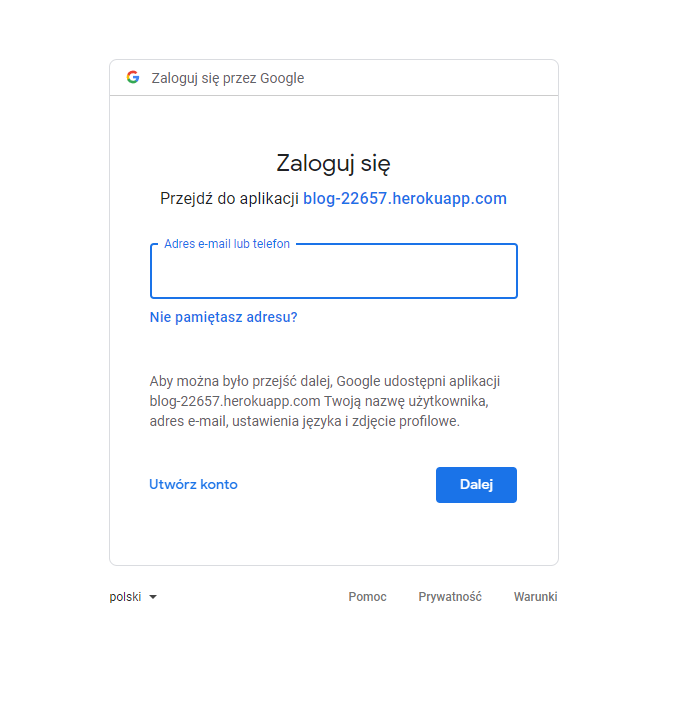 Zaloguj się przez Google
Zaloguj się
Przejdź do aplikacji blog-22657.herokuapp.com
Adres e-mail lub telefon
Nie pamiętasz adresu?
Aby można było przejść dalej, Google udostępni aplikacji
blog-22657.herokuapp.com Twoją nazwę użytkownika,
adres e-mail, ustawienia języka i zdjęcie profilowe.
Utwórz konto
Dalej
polski
Pomoc
Prywatność
Warunki